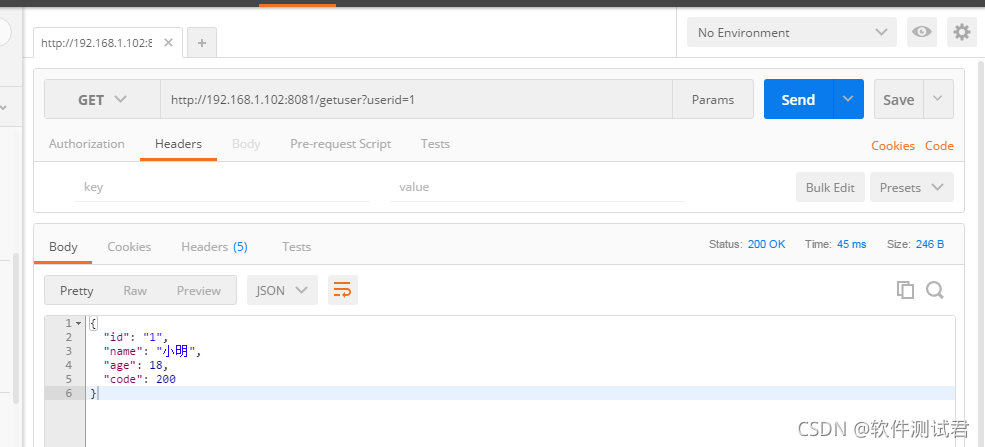 http://192.168.1.102:8 ✕ +
No Environment
GET http://192.168.1.102:8081/getuser?userid=1 Params Send Save
Authorization Headers Body Pre-request Script Tests Cookies Code
key value Bulk Edit Presets
Body Cookies Headers (5) Tests Status: 200 OK Time: 45 ms Size: 246 B
Pretty Raw Preview JSON
1 {
2 "id": "1",
3 "name": "小明",
4 "age": 18,
5 "code": 200
6 }
CSDN @软件测试君